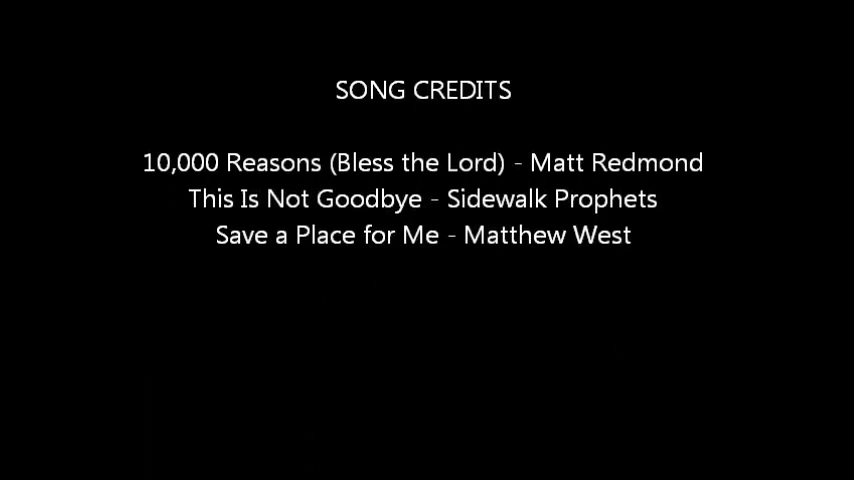 SONG CREDITS
10,000 Reasons (Bless the Lord) - Matt Redmond
This Is Not Goodbye - Sidewalk Prophets
Save a Place for Me - Matthew West